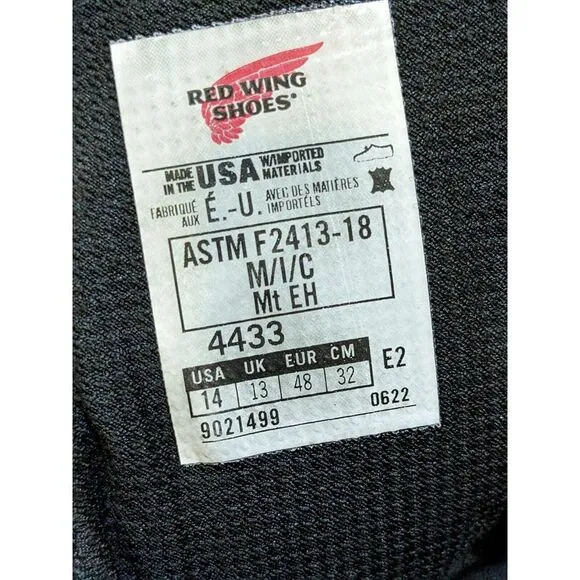 RED WING
SHOES®
MADE IN THE USA W/IMPORTED MATERIALS
FABRIQUÉ AUX É.-U. AVEC DES MATIÈRES IMPORTÉELS
ASTM F2413-18
M/I/C
Mt EH
4433
USA UK EUR CM
14 13 48 32 E2
9021499 0622